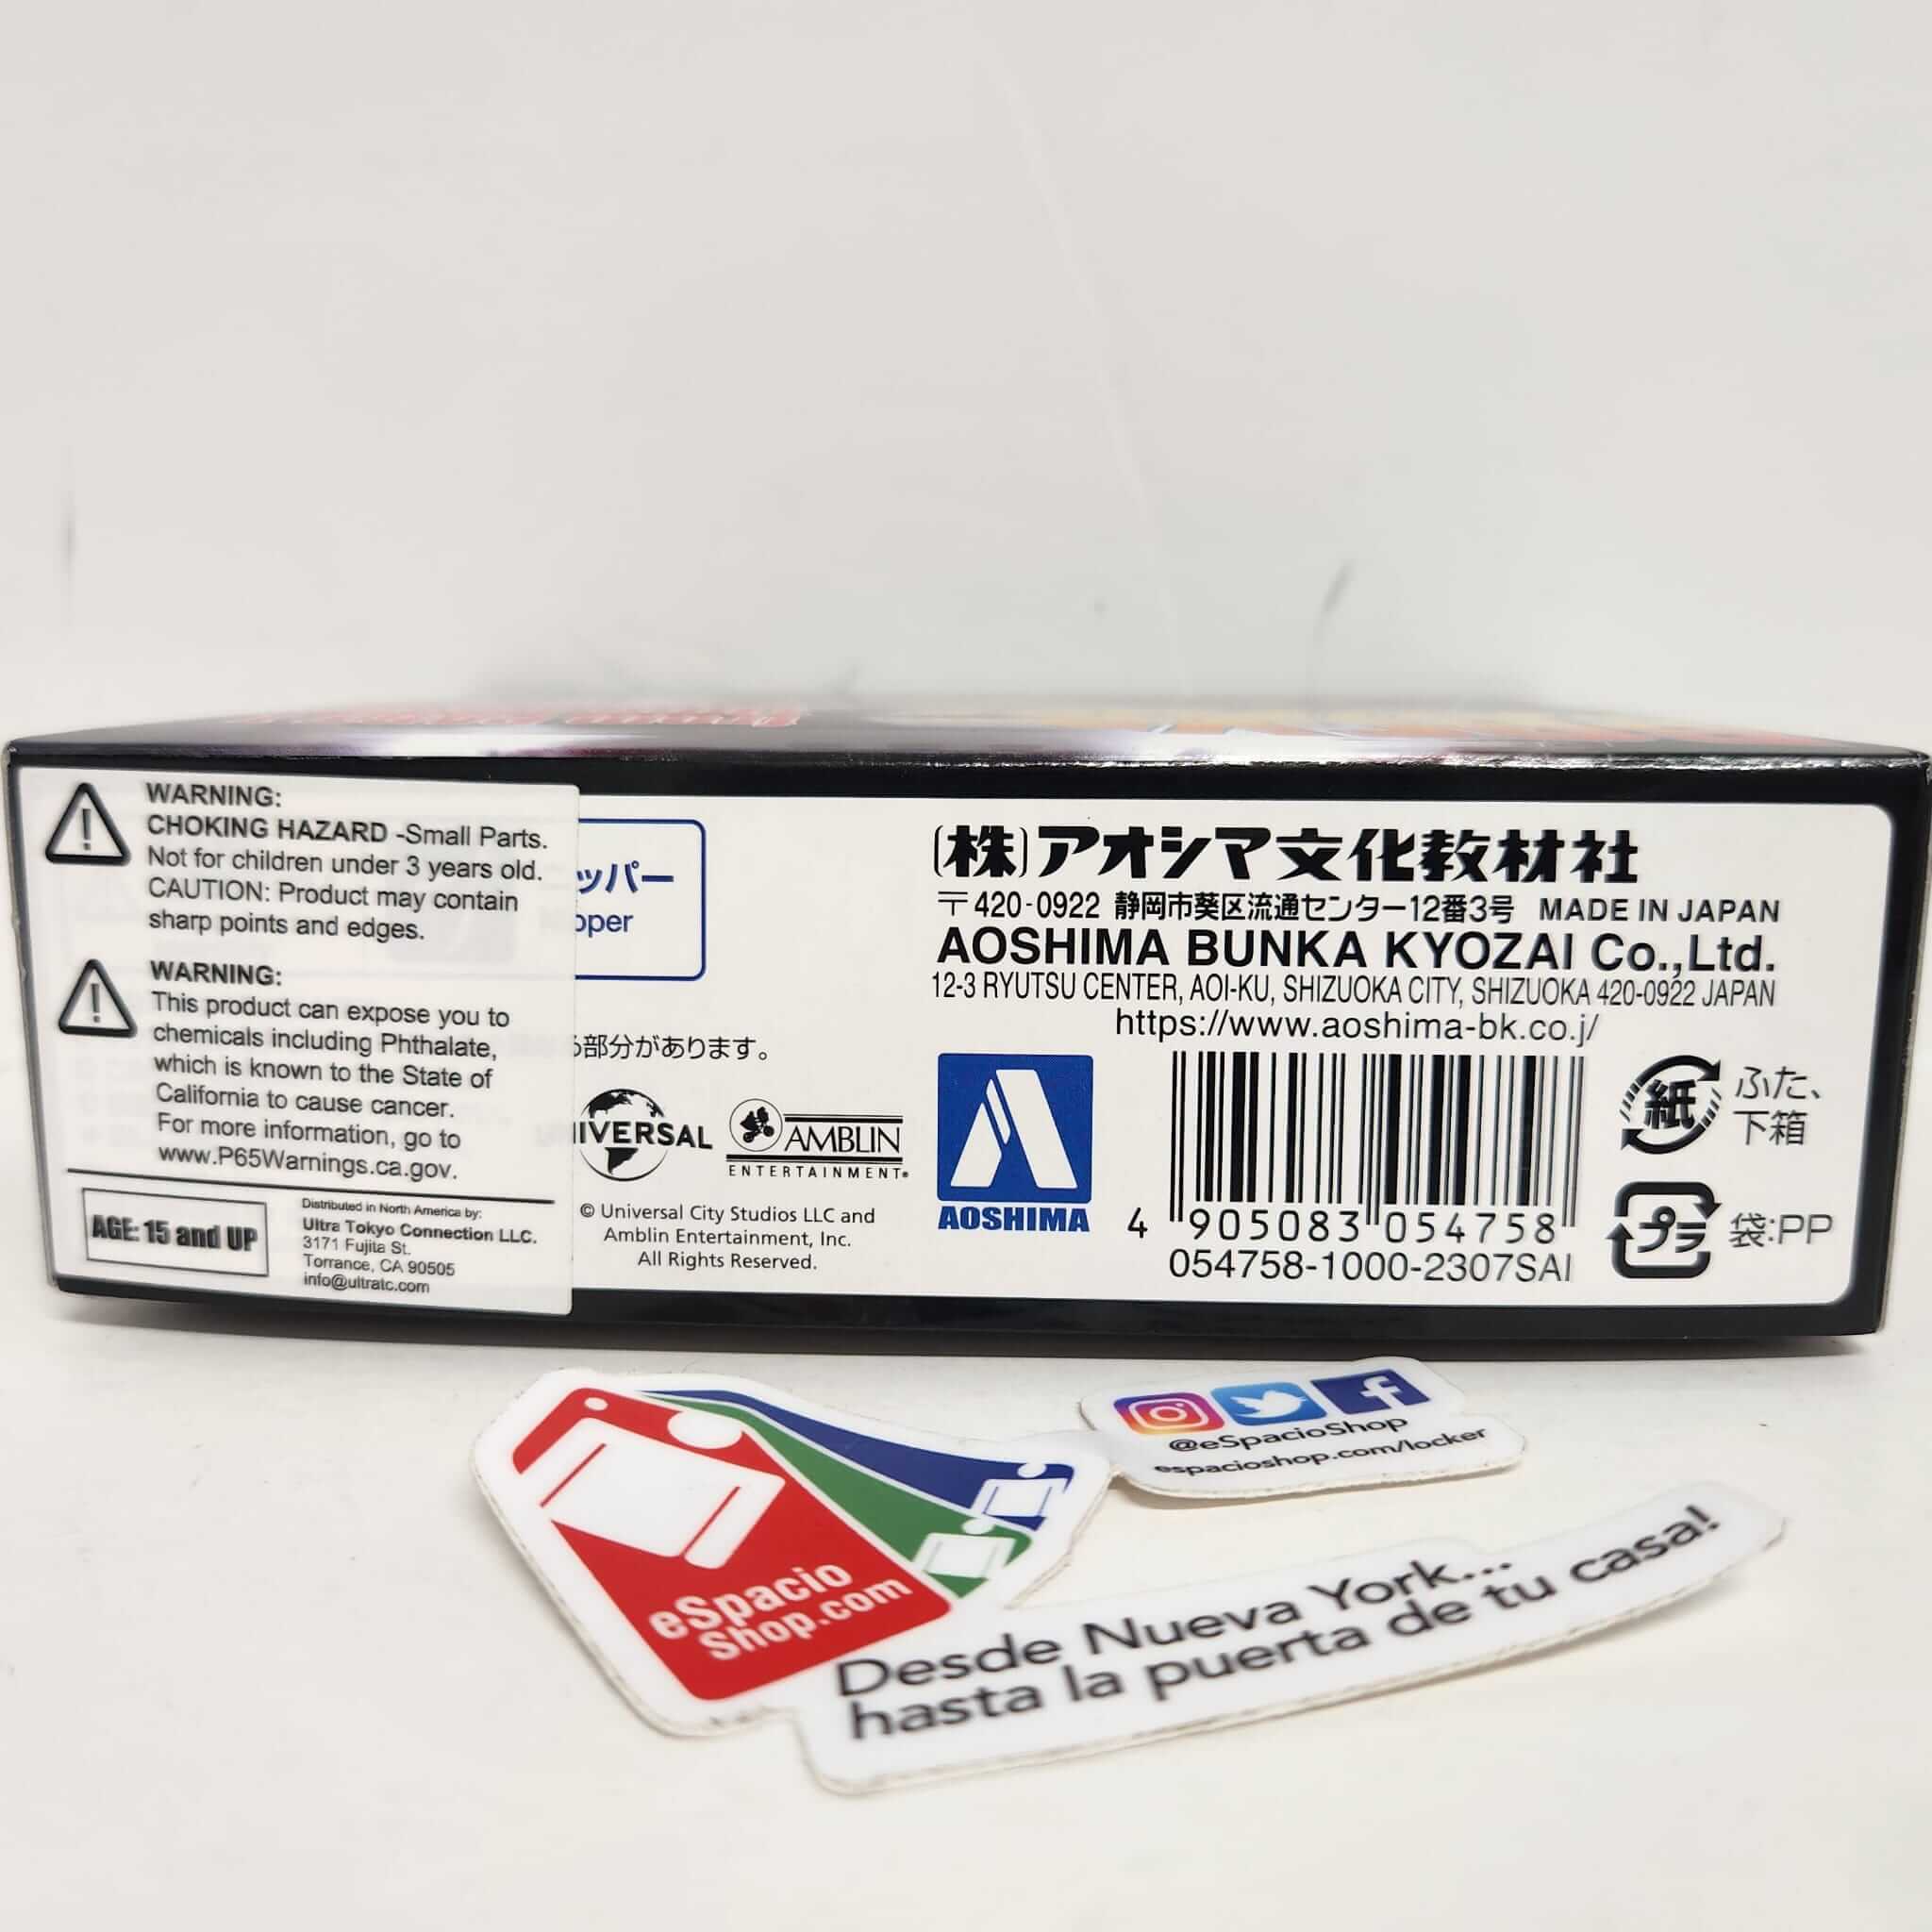 WARNING:
CHOKING HAZARD -Small Parts.
Not for children under 3 years old.
CAUTION: Product may contain
sharp points and edges.
WARNING:
This product can expose you to
chemicals including Phthalate,
which is known to the State of
California to cause cancer.
For more information, go to
www.P65Warnings.ca.gov.
AGE: 15 and UP
Distributed in North America by:
Ultra Tokyo Connection LLC.
3171 Fujita St.
Torrance, CA 90505
info@ultratc.com
ッパー
pper
部分があります。
IVERSAL
AMBLIN
ENTERTAINMENT
© Universal City Studios LLC and
Amblin Entertainment, Inc.
All Rights Reserved.
(株)アオシマ文化教材社
〒420-0922 静岡市葵区流通センター12番3号 MADE IN JAPAN
AOSHIMA BUNKA KYOZAI Co.,Ltd.
12-3 RYUTSU CENTER, AOI-KU, SHIZUOKA CITY, SHIZUOKA 420-0922 JAPAN
https://www.aoshima-bk.co.j/
AOSHIMA
4 905083 054758
054758-1000-2307SAI
紙 ふた、
下箱
プラ 袋:PP
@eSpacioShop
espacioshop.com/locker
eSpacio
Shop.com
Desde Nueva York...
hasta la puerta de tu casa!